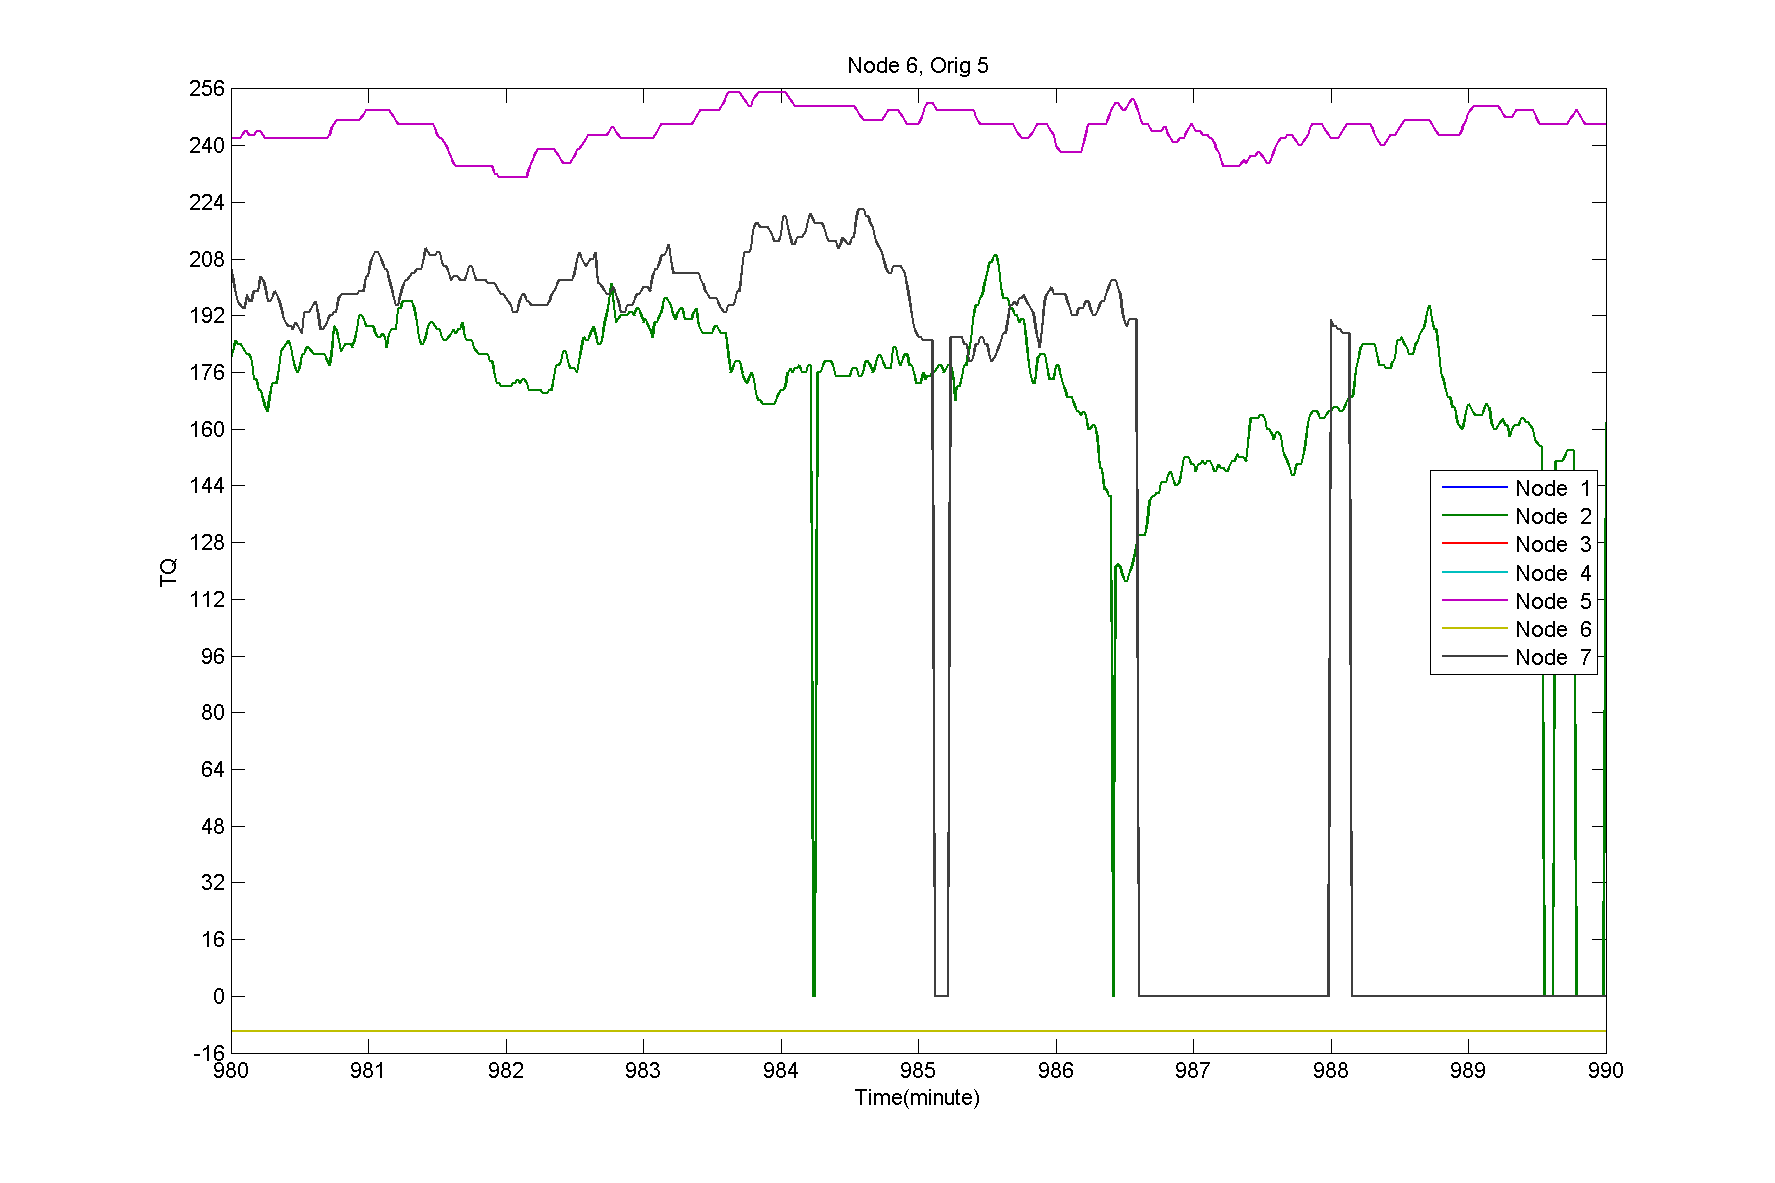 Node 6, Orig 5
256
240
224
208
192
176
160
144
128
112
96
80
64
48
32
16
0
-16
TQ
Node 1
Node 2
Node 3
Node 4
Node 5
Node 6
Node 7
980 981 982 983 984 985 986 987 988 989 990
Time(minute)